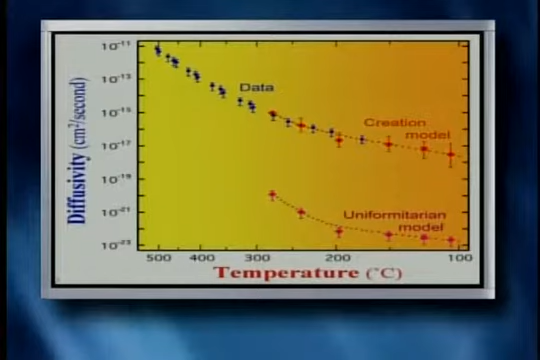 10-11
10-13
10-15
10-17
10-19
10-21
10-23
Diffusivity (cm2/second)
Data
Creation
model
Uniformitarian
model
500
400
300
200
100
Temperature (°C)